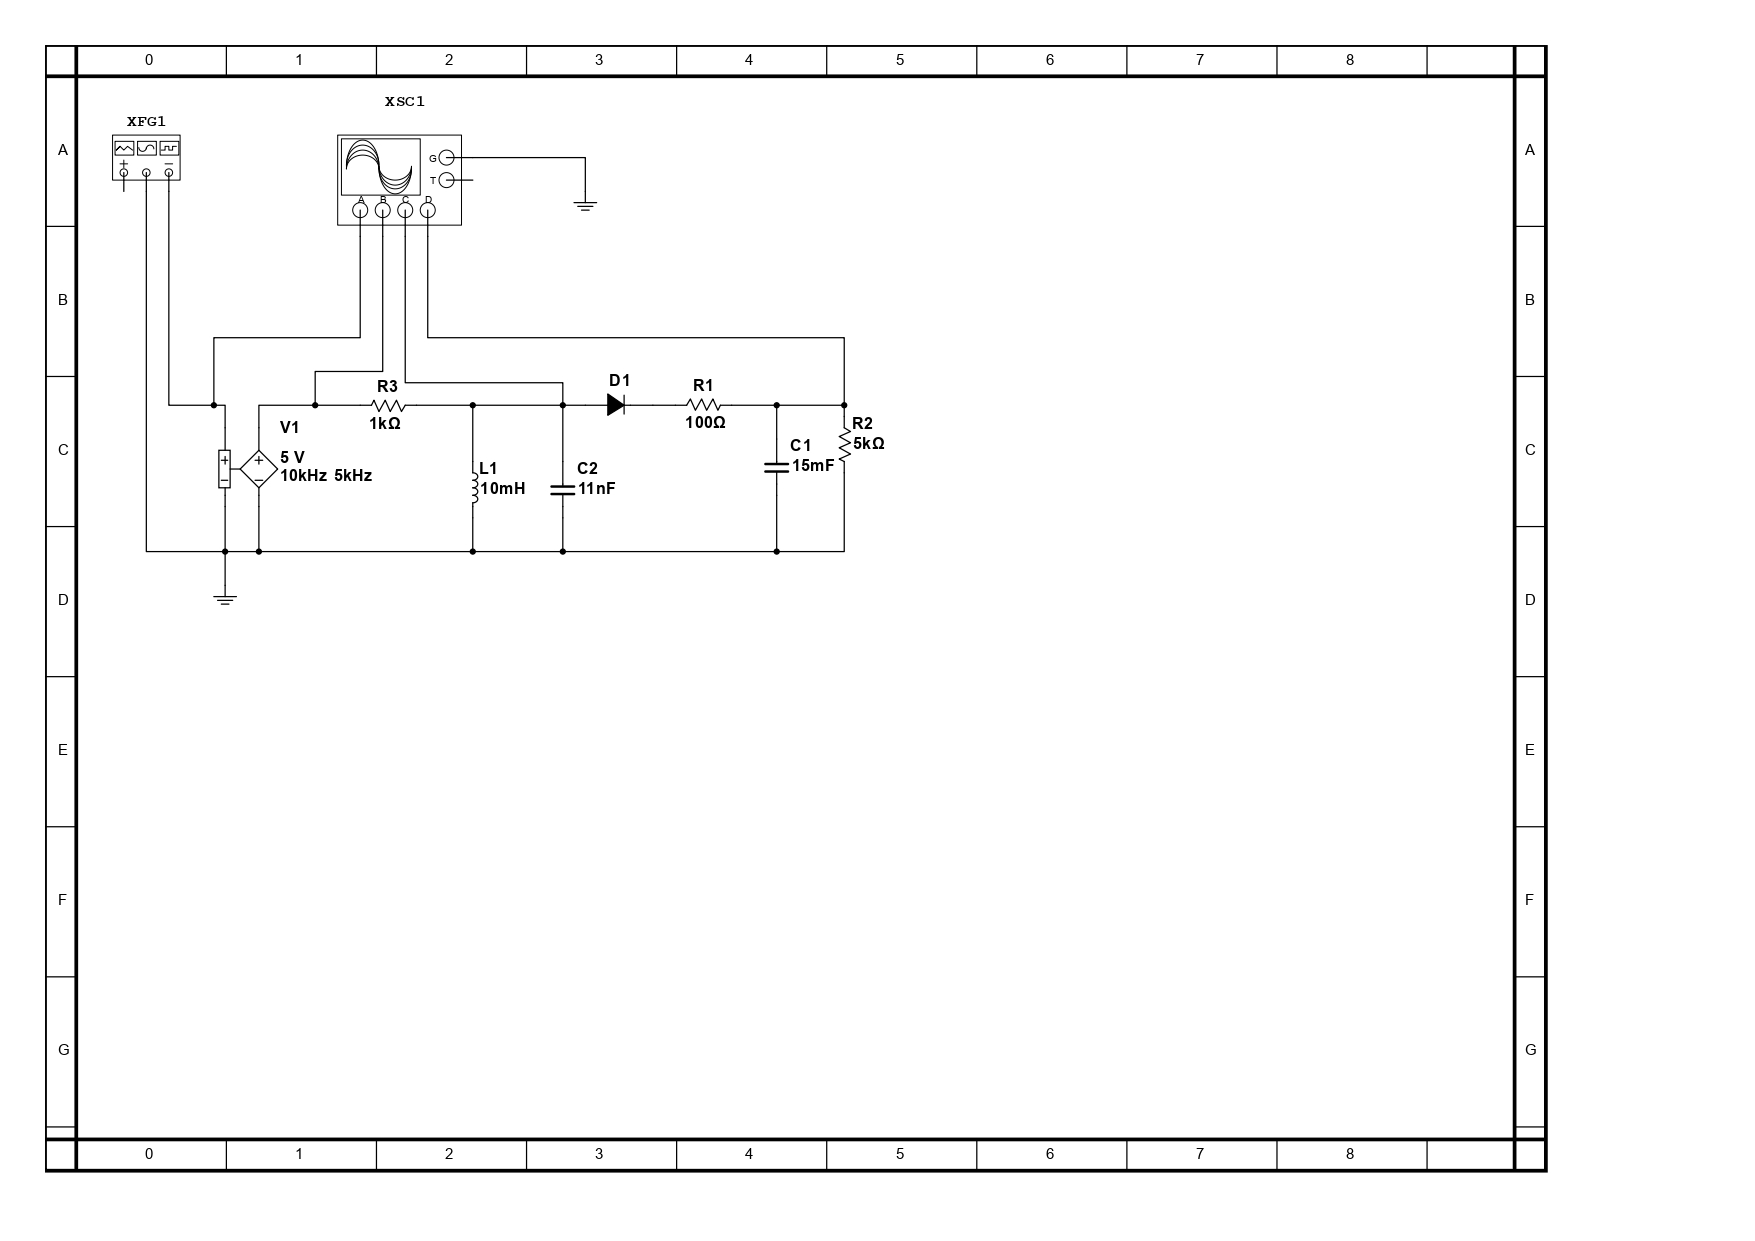 0 1 2 3 4 5 6 7 8
XSC1
XFG1
A A
G
T
A B C D
B B
D1
R3 R1
1kΩ 100Ω
R2
5kΩ
V1
C C
C1
15mF
5 V
10kHz 5kHz
L1
10mH
C2
11nF
D D
E E
F F
G G
0 1 2 3 4 5 6 7 8